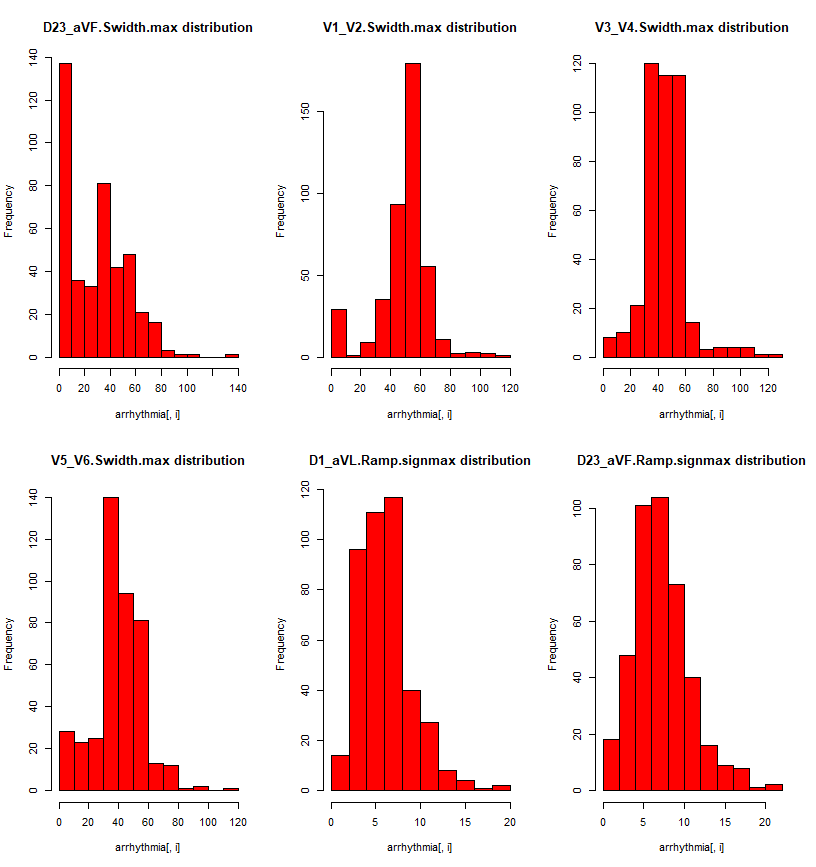 D23_aVF.Swidth.max distribution
Frequency
0 20 40 60 80 100 120 140
0 20 40 60 80 100 140
arrhythmia[, i]
V1_V2.Swidth.max distribution
Frequency
0 50 100 150
0 20 40 60 80 100 120
arrhythmia[, i]
V3_V4.Swidth.max distribution
Frequency
0 20 40 60 80 100 120
0 20 40 60 80 100 120
arrhythmia[, i]
V5_V6.Swidth.max distribution
Frequency
0 20 40 60 80 100 120 140
0 20 40 60 80 100 120
arrhythmia[, i]
D1_aVL.Ramp.signmax distribution
Frequency
0 20 40 60 80 100 120
0 5 10 15 20
arrhythmia[, i]
D23_aVF.Ramp.signmax distribution
Frequency
0 20 40 60 80 100
0 5 10 15 20
arrhythmia[, i]